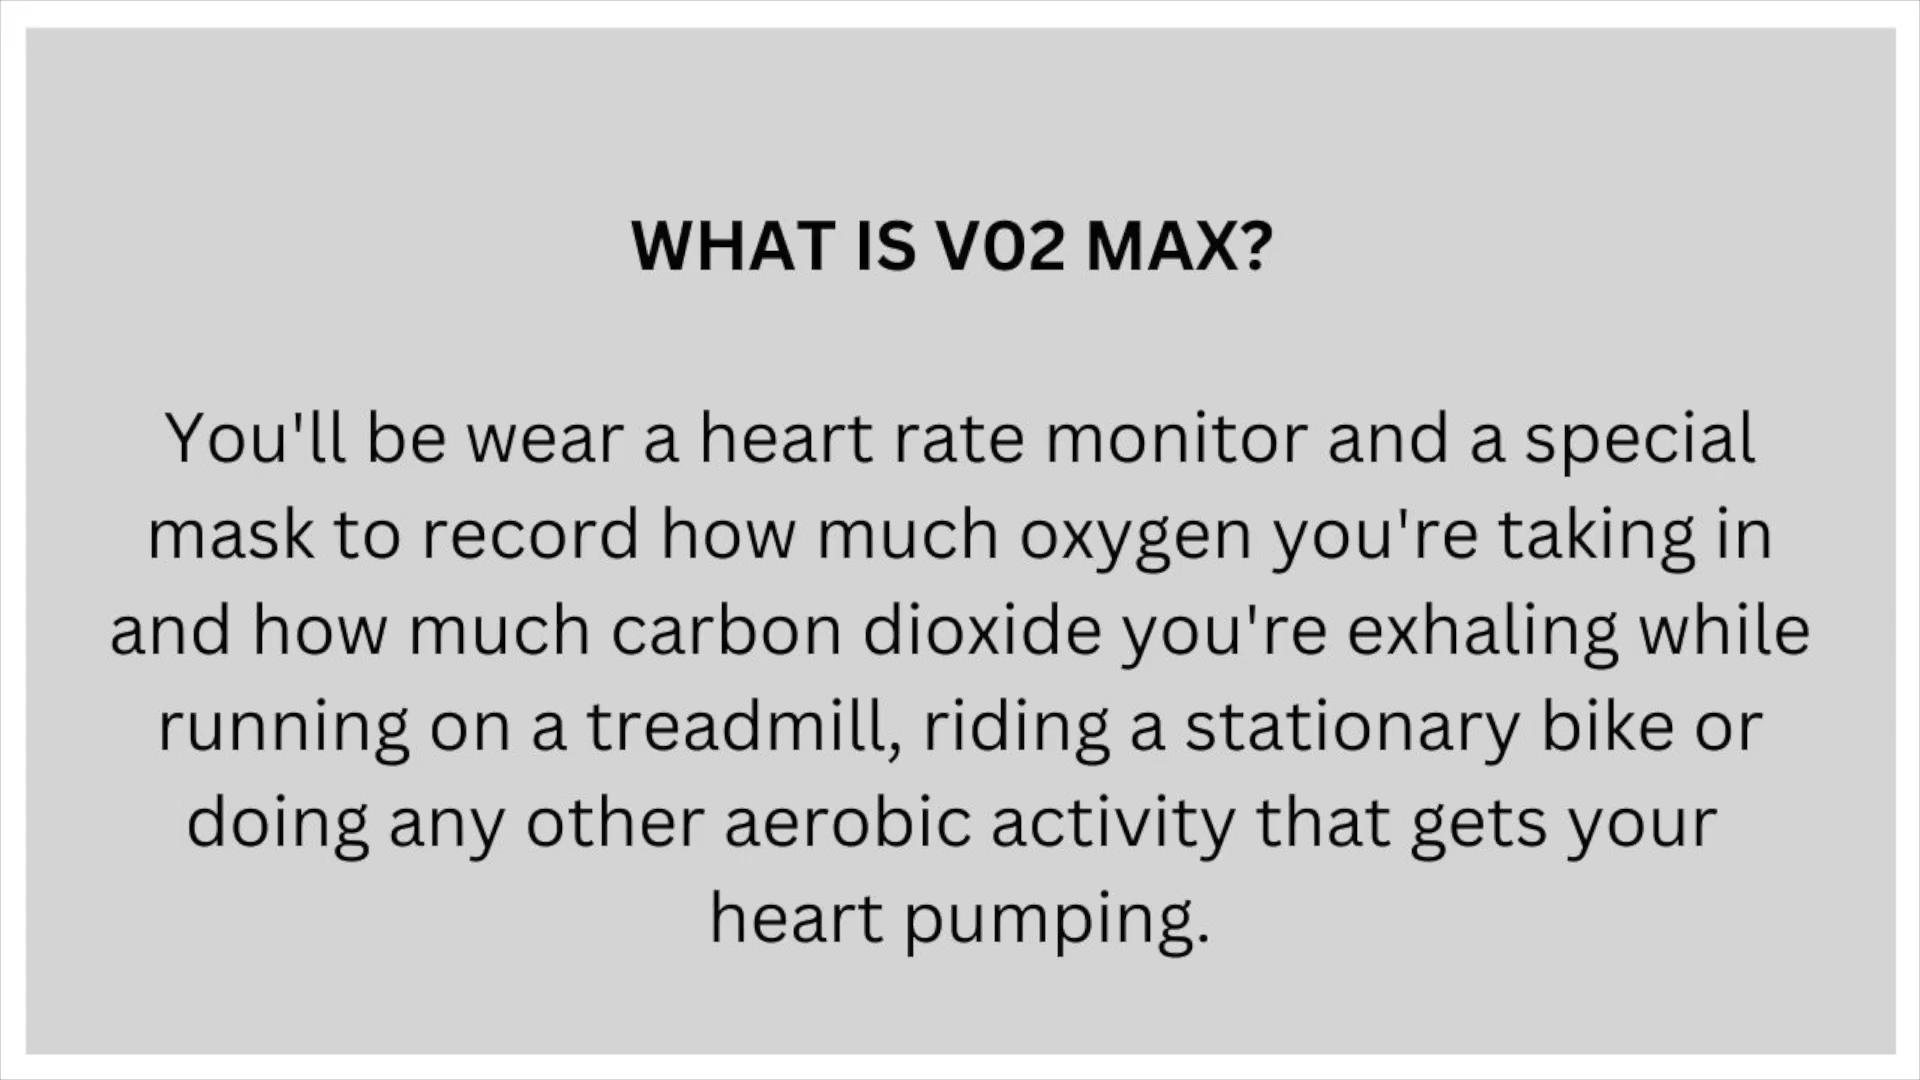 WHAT IS VO2 MAX?
You'll be wear a heart rate monitor and a special
mask to record how much oxygen you're taking in
and how much carbon dioxide you're exhaling while
running on a treadmill, riding a stationary bike or
doing any other aerobic activity that gets your
heart pumping.